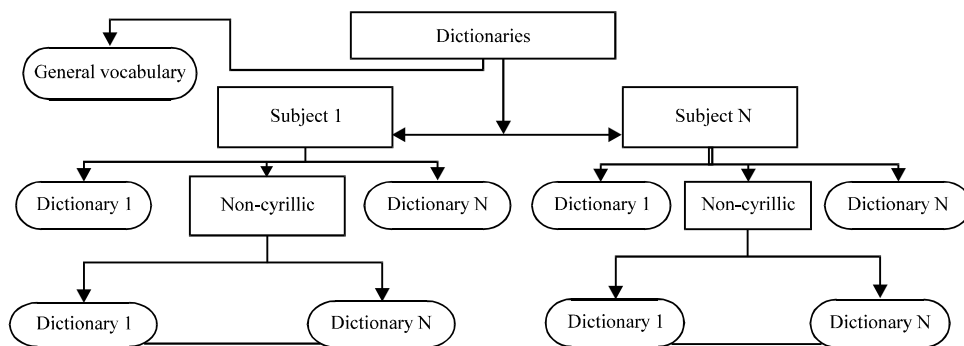 Dictionaries
General vocabulary
Subject 1
Subject N
Dictionary 1
Non-cyrillic
Dictionary N
Dictionary 1
Non-cyrillic
Dictionary N
Dictionary 1
Dictionary N
Dictionary 1
Dictionary N